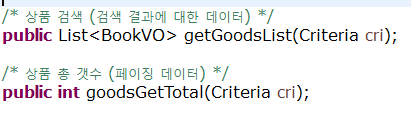 /* 상품 검색 (검색 결과에 대한 데이터) */
public List<BookVO> getGoodsList(Criteria cri);
/* 상품 총 갯수 (페이징 데이터) */
public int goodsGetTotal(Criteria cri);